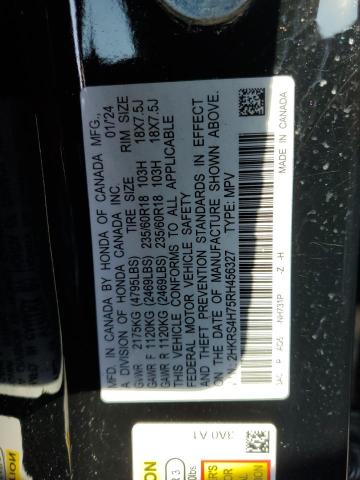 MFD. IN CANADA BY HONDA OF CANADA MFG.,
A DIVISION OF HONDA CANADA INC. 01/24
TIRE SIZE RIM SIZE
GVWR 2175KG (4795LBS)
GAWR F 1120KG (2469LBS) 235/60R18 103H 18X7.5J
GAWR R 1120KG (2469LBS) 235/60R18 103H 18X7.5J
THIS VEHICLE CONFORMS TO ALL APPLICABLE
FEDERAL MOTOR VEHICLE SAFETY STANDARDS IN EFFECT
ON THE DATE OF MANUFACTURE SHOWN ABOVE.
V.I.N. 2HKRS4H75RH456327 TYPE: MPV
NH731P -Z -H MADE IN CANADA
3A0 A1